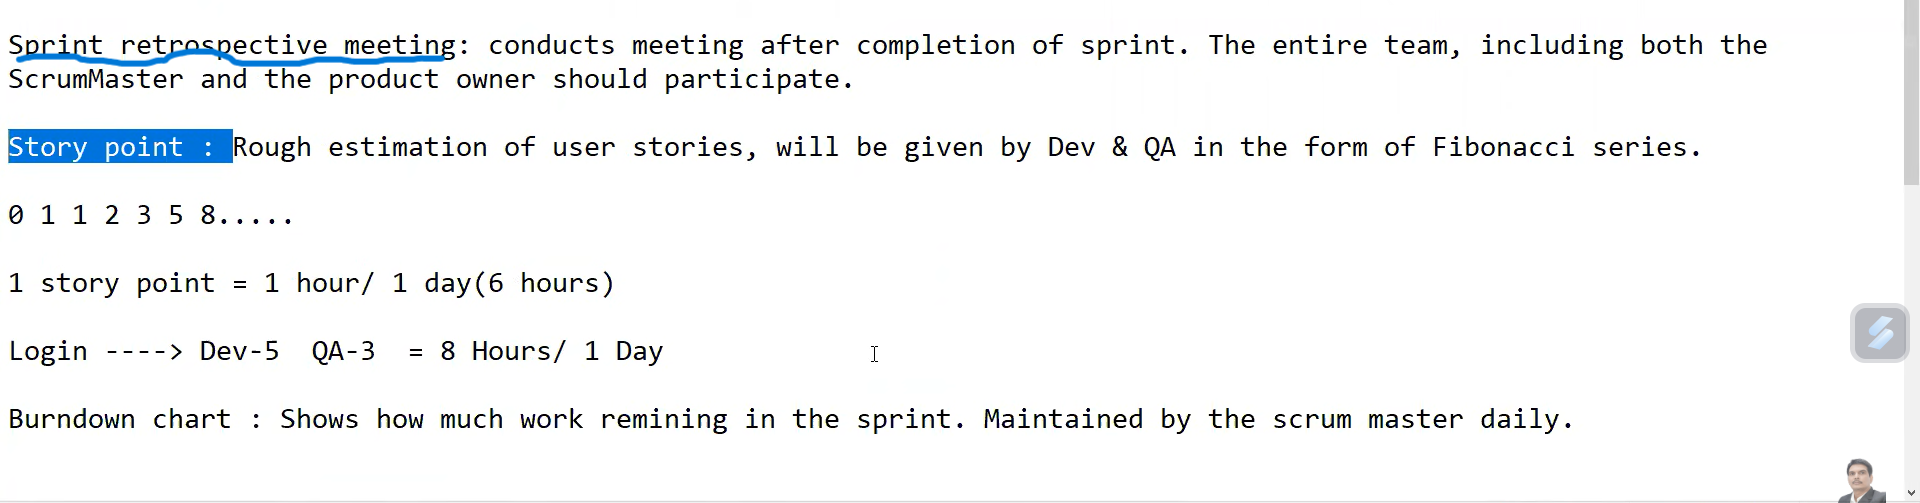 Sprint retrospective meeting: conducts meeting after completion of sprint. The entire team, including both the
ScrumMaster and the product owner should participate.
Story point : Rough estimation of user stories, will be given by Dev & QA in the form of Fibonacci series.
0 1 1 2 3 5 8.....
1 story point = 1 hour/ 1 day(6 hours)
Login ----> Dev-5  QA-3  = 8 Hours/ 1 Day
Burndown chart : Shows how much work remining in the sprint. Maintained by the scrum master daily.